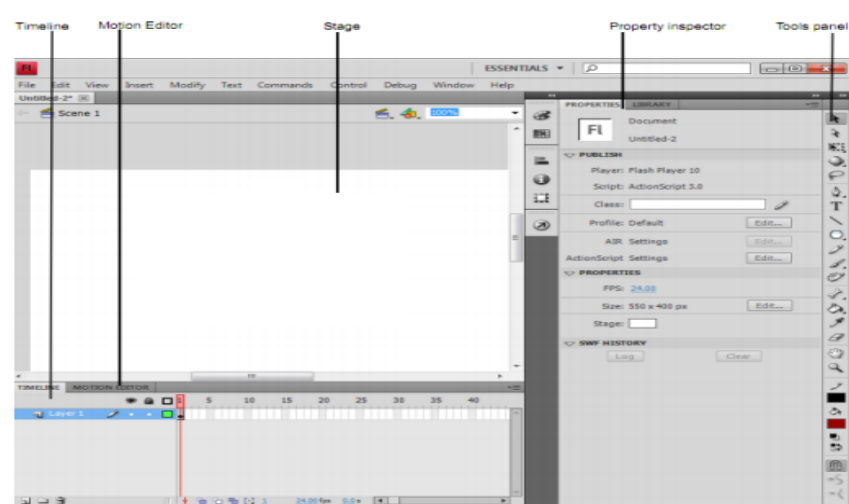 Timeline Motion Editor Stage Property inspector Tools panel
FL ESSENTIALS
File Edit View Insert Modify Text Commands Control Debug Window Help
Untitled-2*
Scene 1 100%
PROPERTIES LIBRARY
FL Document
Untitled-2
PUBLISH
Player: Flash Player 10
Script: ActionScript 3.0
Class:
Profile: Default Edit...
AIR Settings Edit...
ActionScript Settings Edit...
PROPERTIES
FPS: 24.00
Size: 550 x 400 px Edit...
Stage:
SWF HISTORY
Log Clear
TIMELINE MOTION EDITOR
5 10 15 20 25 30 35 40
Layer 1
1 24.00 fps 0.0 s